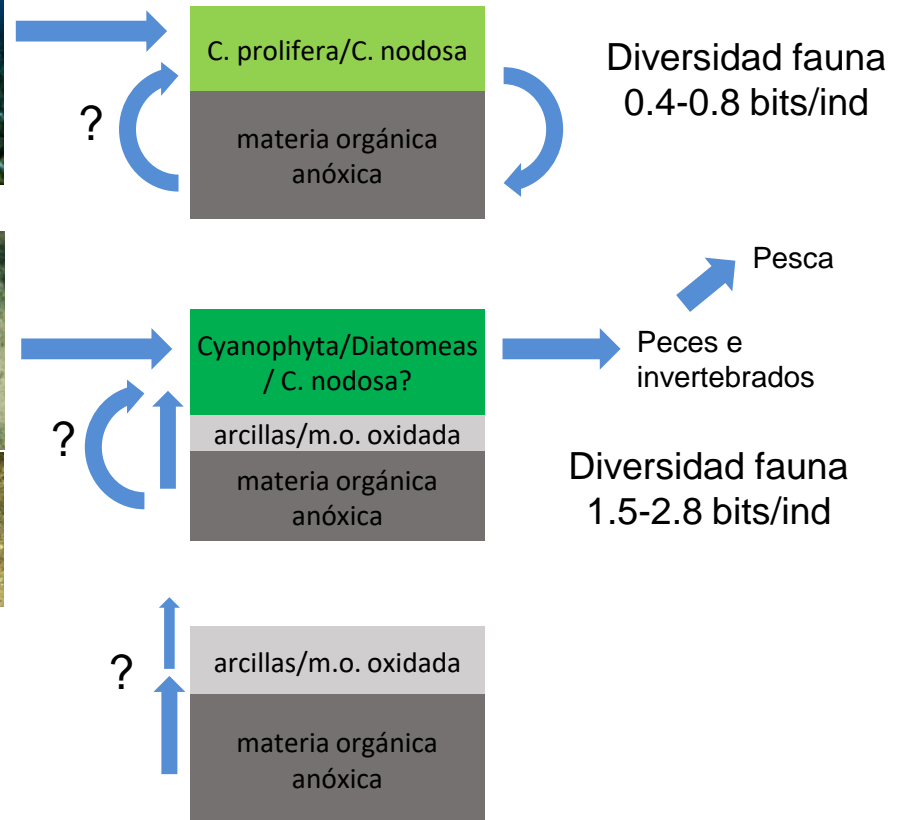 C. prolifera/C. nodosa
materia orgánica
anóxica
?
Diversidad fauna
0.4-0.8 bits/ind
Cyanophyta/Diatomeas
/ C. nodosa?
arcillas/m.o. oxidada
materia orgánica
anóxica
?
Pesca
Peces e
invertebrados
Diversidad fauna
1.5-2.8 bits/ind
?
arcillas/m.o. oxidada
materia orgánica
anóxica